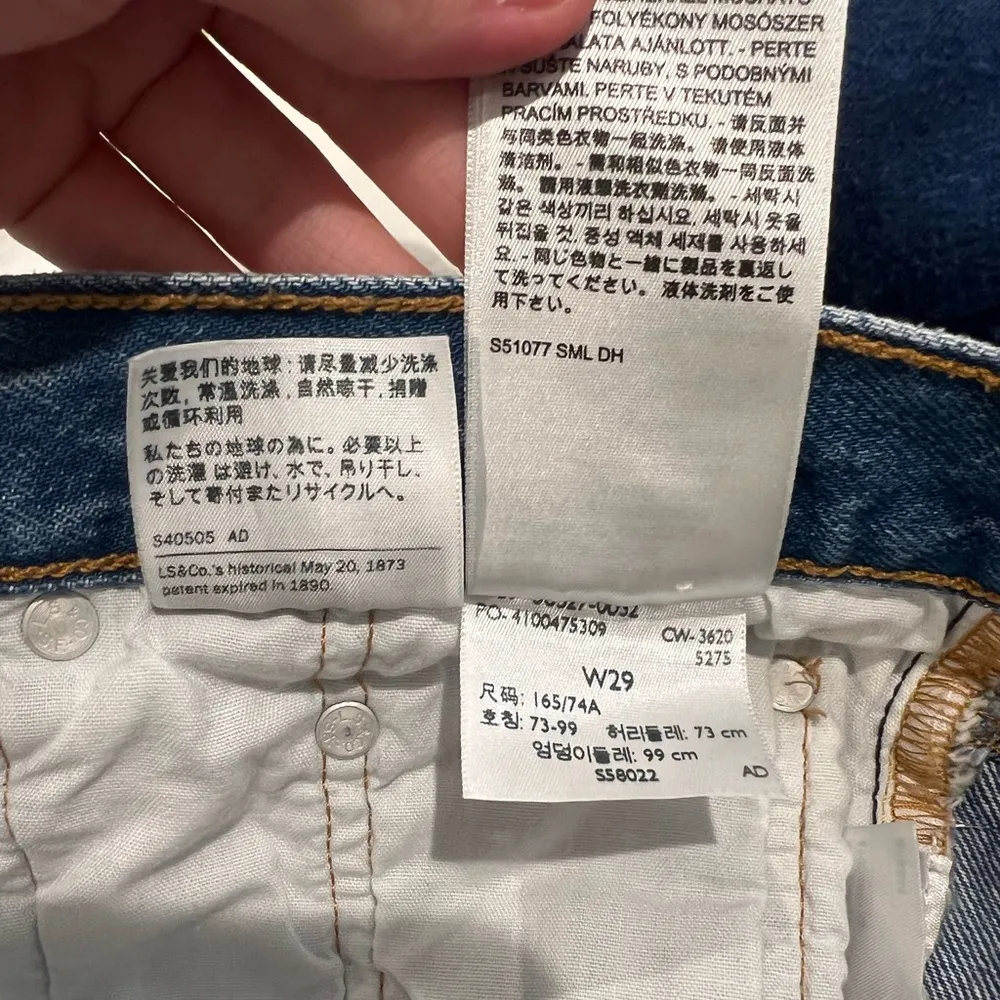 FOLYÉKONY MOSÓSZER
AJÁNLOTT. - PERTE
NARUBY, S PODOBNÝMI
BARVAMI. PERTE V TEKUTÉM
PRACÍM PROSTŘEDKU. - 请反面并
与同类色衣物一起洗涤。 请使用液体
清洁剂。 - 需和相似色衣物一同反面洗
滌。 需用液態洗衣劑洗滌。 - 세탁시
같은 색상끼리 하십시요. 세탁시 옷을
뒤집을 것, 중성 액체 세제를 사용하세
요. - 同じ色物と一緒に製品を裏返し
て洗ってください。 液体洗剤をご使
用下さい。
S51077 SML DH
关爱我们的地球 : 请尽量减少洗涤
次数, 常温洗涤 , 自然晾干 , 捐赠
或循环利用
私たちの地球の為に。必要以上
の洗濯 は避け、水で、吊り干し、
そして寄付またリサイクルへ。
S40505 AD
LS&Co.'s historical May 20, 1873
patent expired in 1890.
PO- 4100475309 CW- 3620
5275
W29
尺码: 165/74A
호칭: 73-99 허리둘레: 73 cm
엉덩이둘레: 99 cm
S58022 AD